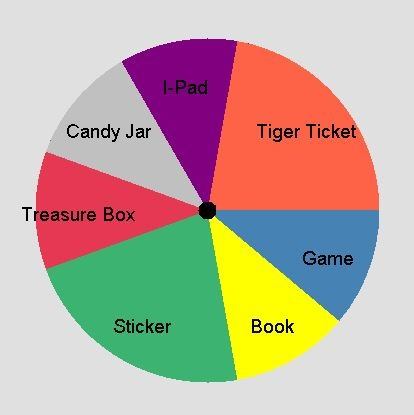 I-Pad
Candy Jar
Tiger Ticket
Treasure Box
Game
Sticker
Book